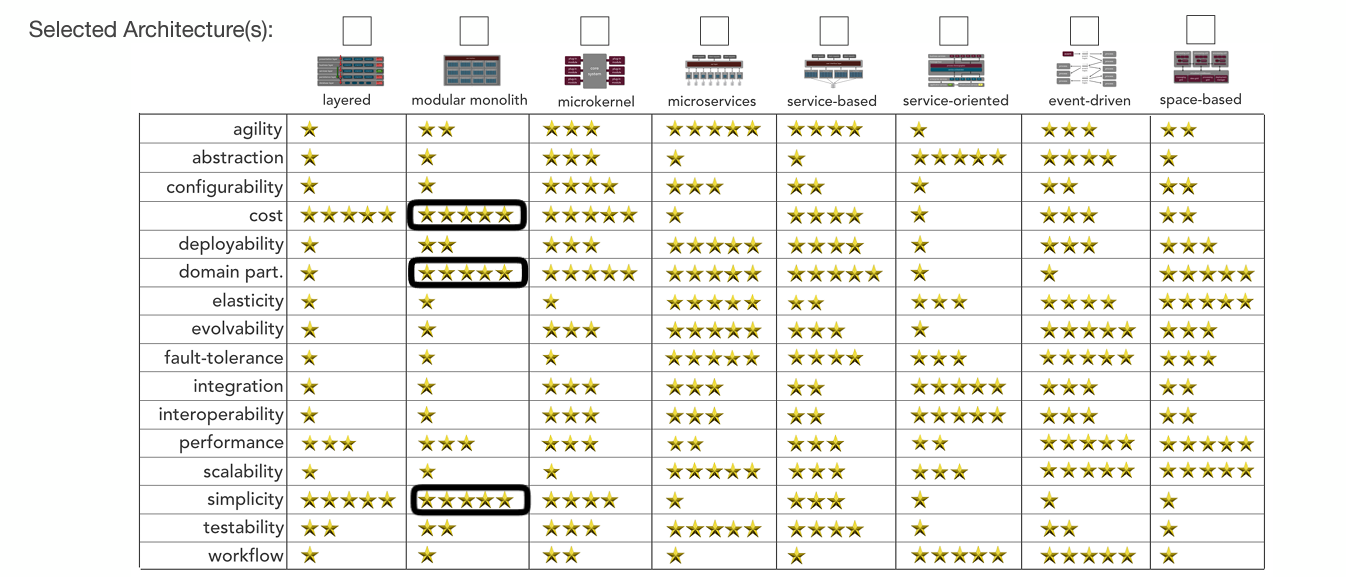 Selected Architecture(s):
layered modular monolith microkernel microservices service-based service-oriented event-driven space-based
agility
abstraction
configurability
cost
deployability
domain part.
elasticity
evolvability
fault-tolerance
integration
interoperability
performance
scalability
simplicity
testability
workflow